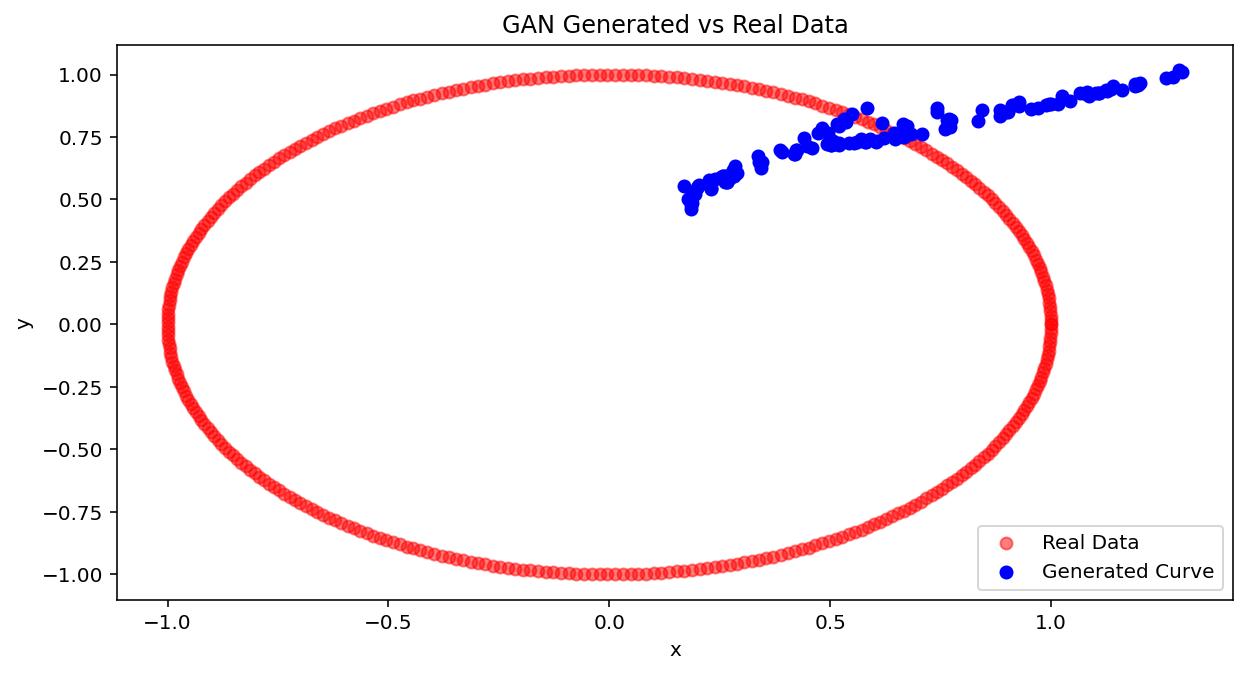 GAN Generated vs Real Data
1.00
0.75
0.50
0.25
0.00
−0.25
−0.50
−0.75
−1.00
y
Real Data
Generated Curve
−1.0 −0.5 0.0 0.5 1.0
x